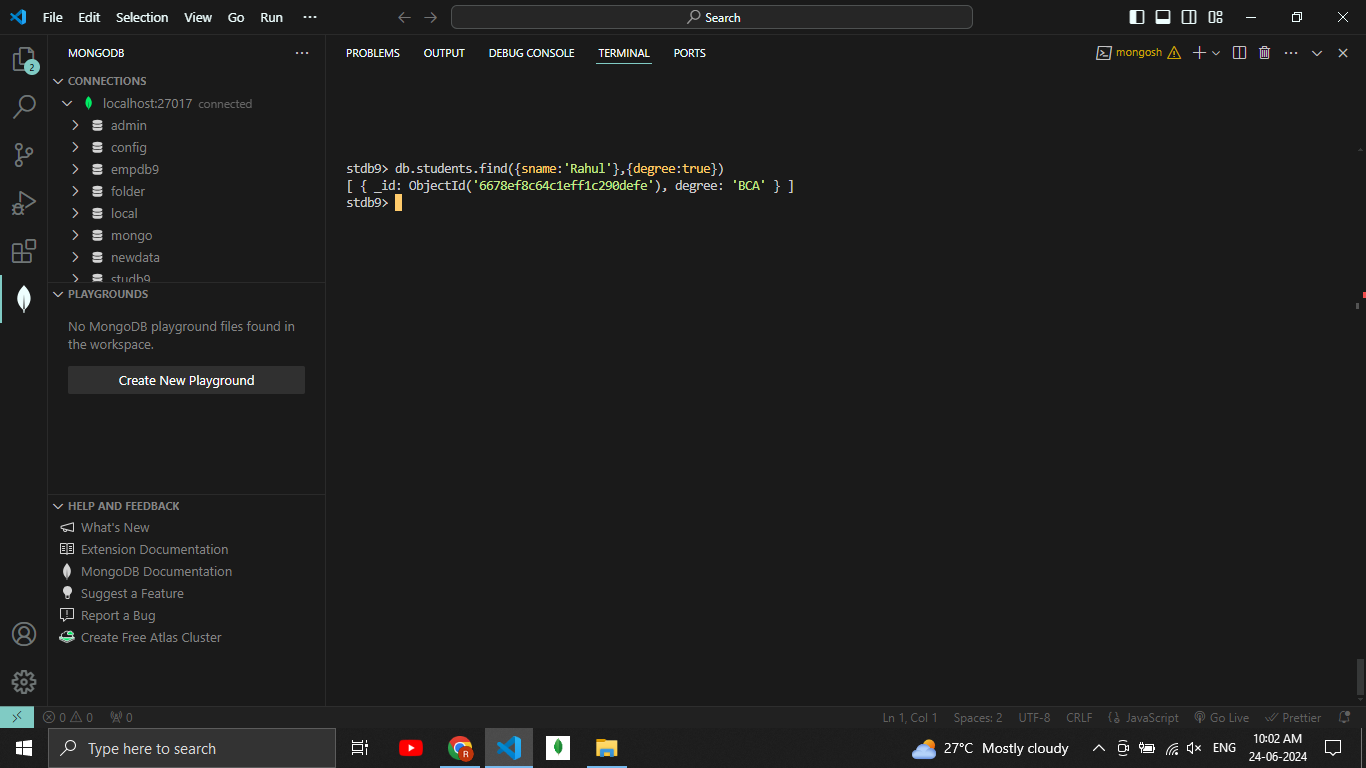 File Edit Selection View Go Run ···
Search
MONGODB ···
PROBLEMS OUTPUT DEBUG CONSOLE TERMINAL PORTS
mongosh
CONNECTIONS
localhost:27017 connected
admin
config
empdb9
folder
local
mongo
newdata
studb9
stdb9> db.students.find({sname:'Rahul'},{degree:true})
[ { _id: ObjectId('6678ef8c64c1eff1c290defe'), degree: 'BCA' } ]
stdb9>
PLAYGROUNDS
No MongoDB playground files found in
the workspace.
Create New Playground
HELP AND FEEDBACK
What's New
Extension Documentation
MongoDB Documentation
Suggest a Feature
Report a Bug
Create Free Atlas Cluster
2
0 0 0
Ln 1, Col 1 Spaces: 2 UTF-8 CRLF JavaScript Go Live Prettier
Type here to search
R
27°C Mostly cloudy
ENG
10:02 AM
24-06-2024